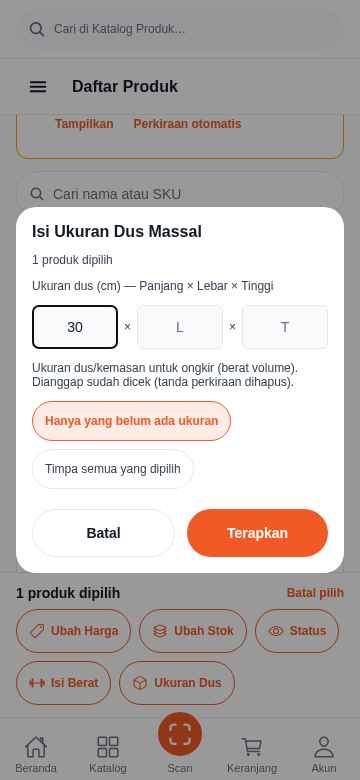 Cari di Katalog Produk…
Daftar Produk
Tampilkan Perkiraan otomatis
Cari nama atau SKU
Isi Ukuran Dus Massal
1 produk dipilih
Ukuran dus (cm) — Panjang × Lebar × Tinggi
30 × L × T
Ukuran dus/kemasan untuk ongkir (berat volume).
Dianggap sudah dicek (tanda perkiraan dihapus).
Hanya yang belum ada ukuran
Timpa semua yang dipilih
Batal Terapkan
1 produk dipilih Batal pilih
Ubah Harga Ubah Stok Status
Isi Berat Ukuran Dus
Beranda Katalog Scan Keranjang Akun